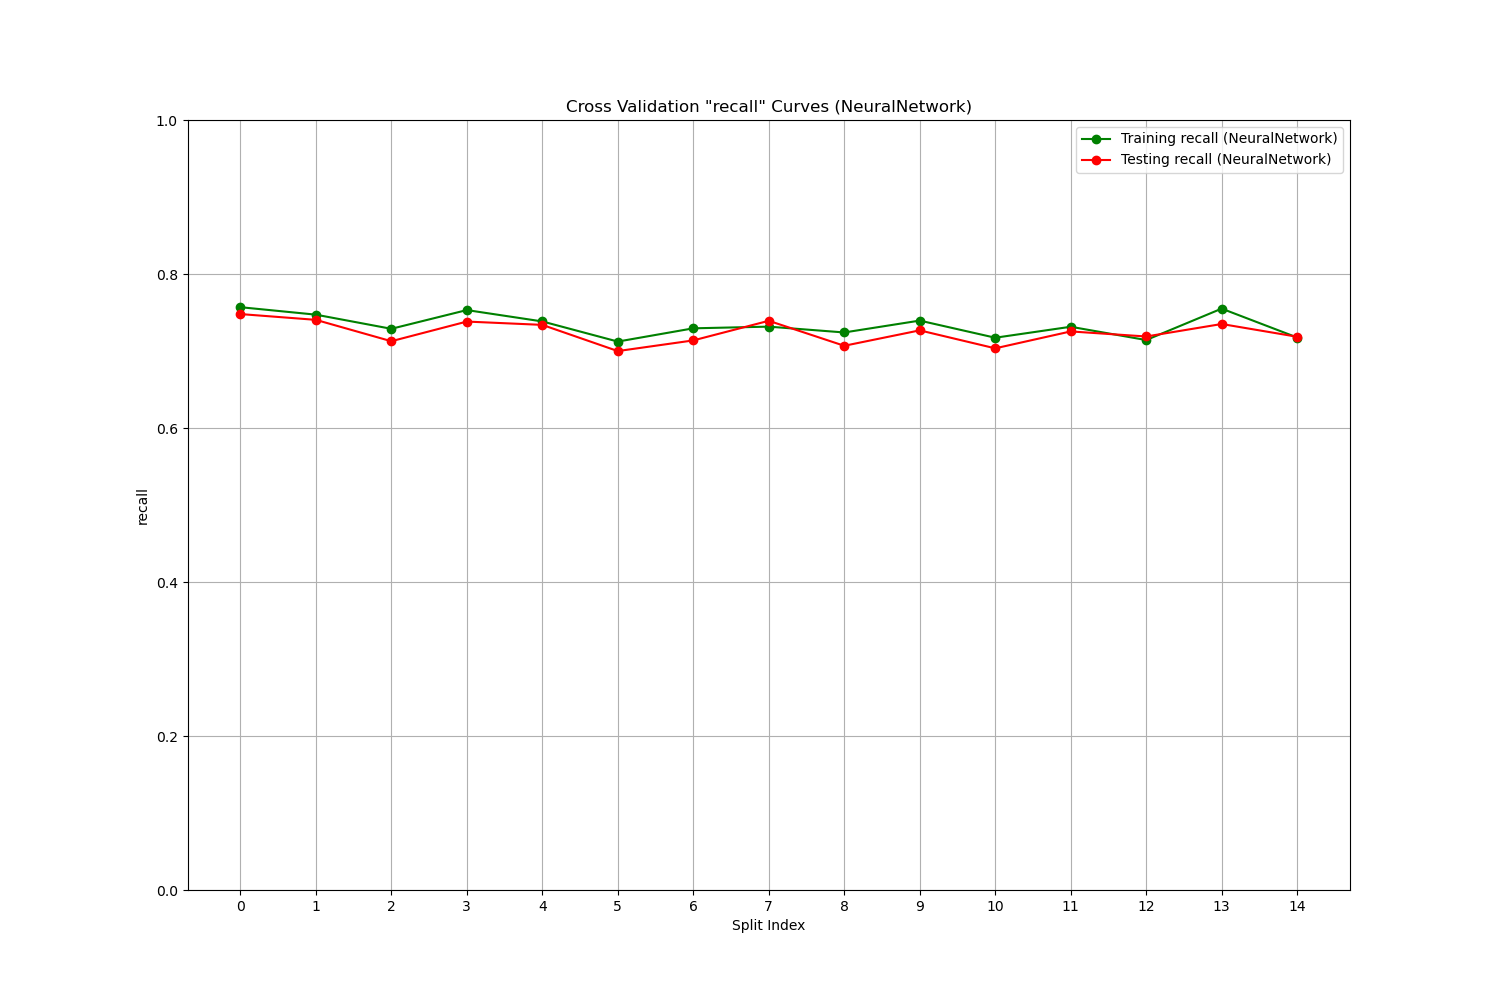 Cross Validation "recall" Curves (NeuralNetwork)
Training recall (NeuralNetwork)
Testing recall (NeuralNetwork)
1.0
0.8
0.6
0.4
0.2
0.0
recall
0 1 2 3 4 5 6 7 8 9 10 11 12 13 14
Split Index